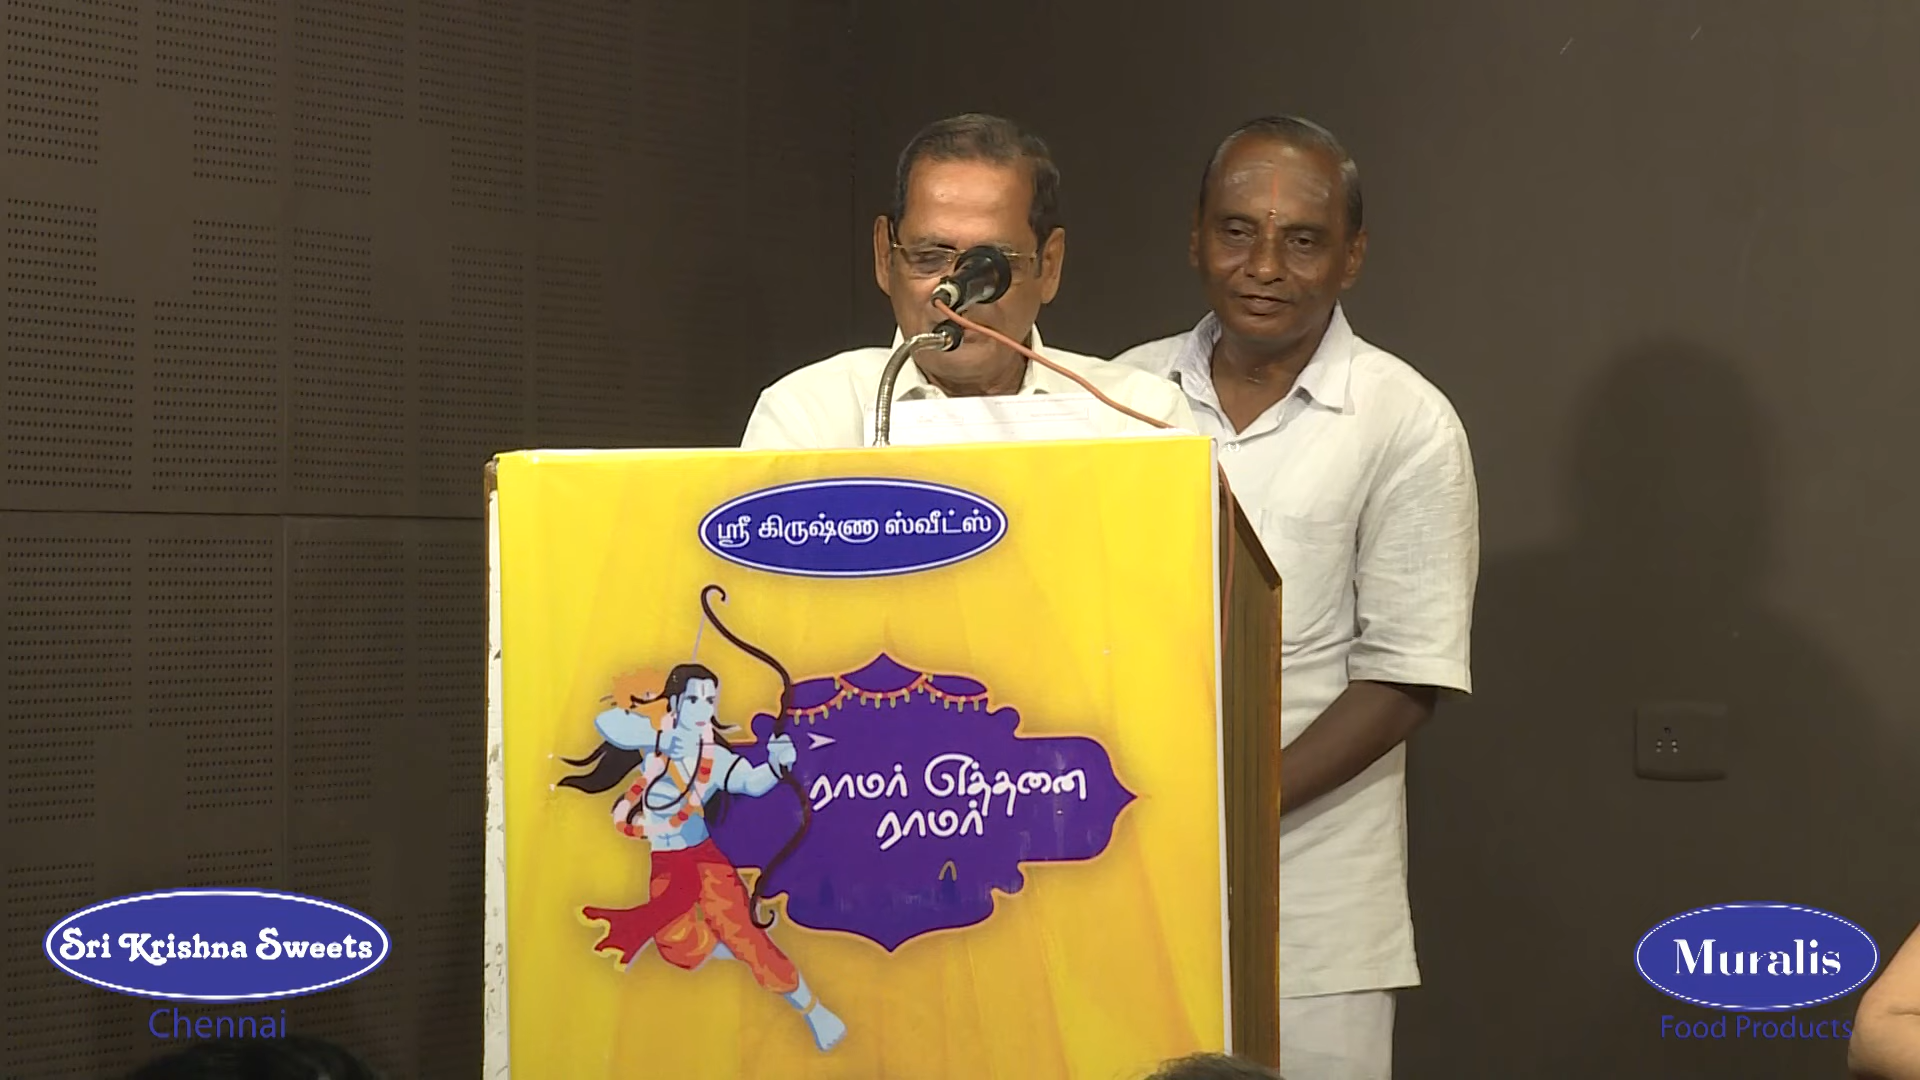 ஸ்ரீ கிருஷ்ண ஸ்வீட்ஸ்
ராமர் எத்தனை
ராமர்
Sri Krishna Sweets
Chennai
Muralis
Food Products